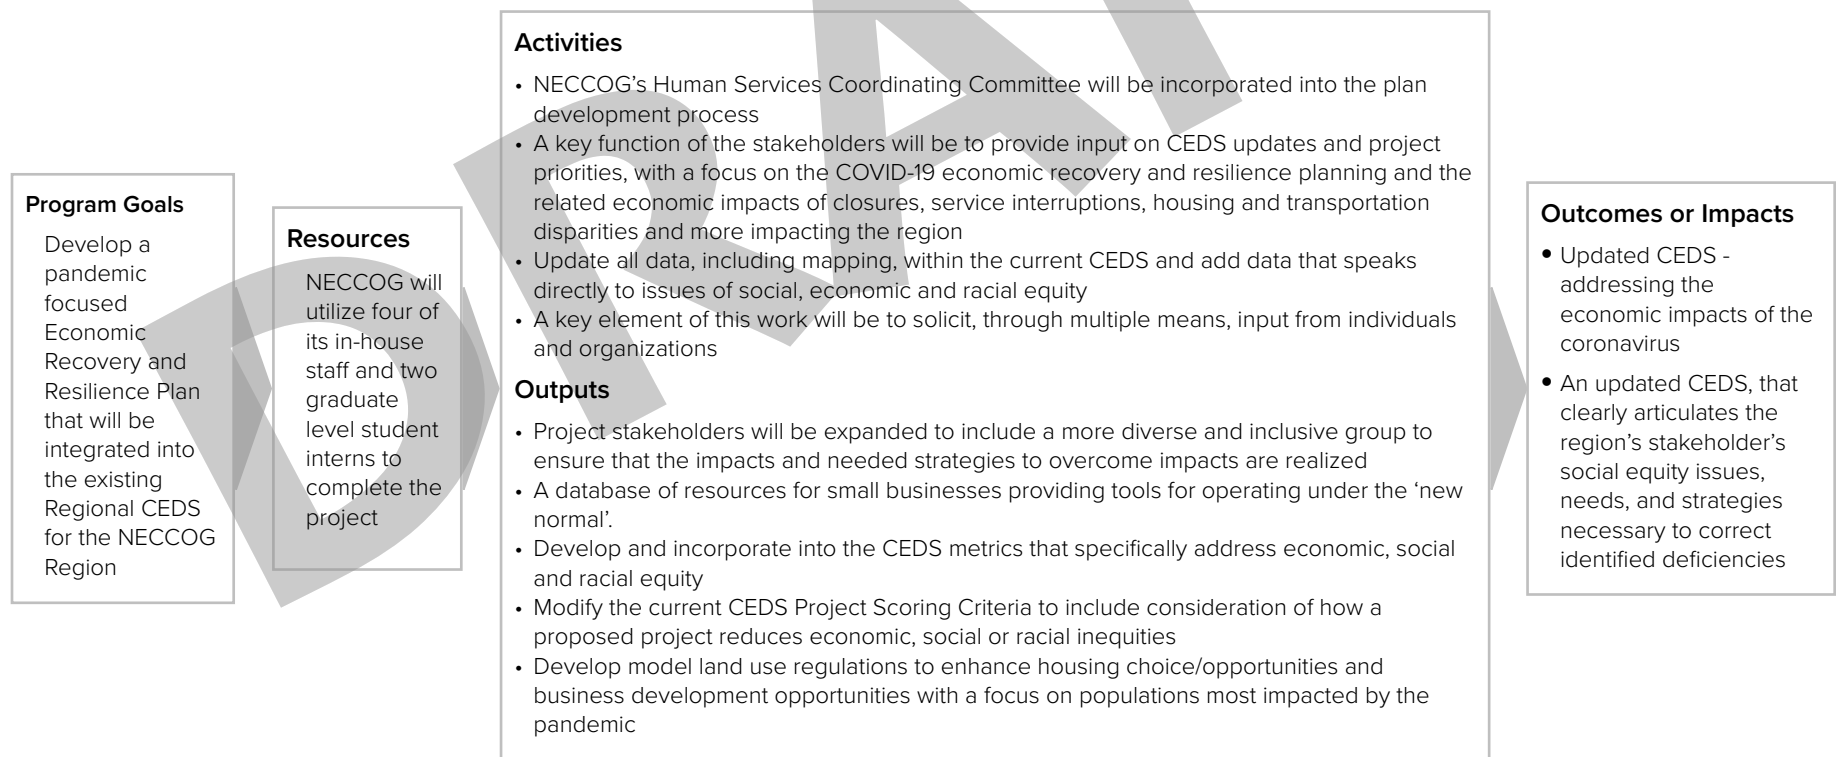 Program Goals
Develop a
pandemic
focused
Economic
Recovery and
Resilience Plan
that will be
integrated into
the existing
Regional CEDS
for the NECCOG
Region
Resources
NECCOG will
utilize four of
its in-house
staff and two
graduate
level student
interns to
complete the
project
Activities
• NECCOG's Human Services Coordinating Committee will be incorporated into the plan
development process
• A key function of the stakeholders will be to provide input on CEDS updates and project
priorities, with a focus on the COVID-19 economic recovery and resilience planning and the
related economic impacts of closures, service interruptions, housing and transportation
disparities and more impacting the region
• Update all data, including mapping, within the current CEDS and add data that speaks
directly to issues of social, economic and racial equity
• A key element of this work will be to solicit, through multiple means, input from individuals
and organizations
Outputs
• Project stakeholders will be expanded to include a more diverse and inclusive group to
ensure that the impacts and needed strategies to overcome impacts are realized
• A database of resources for small businesses providing tools for operating under the ‘new
normal’.
• Develop and incorporate into the CEDS metrics that specifically address economic, social
and racial equity
• Modify the current CEDS Project Scoring Criteria to include consideration of how a
proposed project reduces economic, social or racial inequities
• Develop model land use regulations to enhance housing choice/opportunities and
business development opportunities with a focus on populations most impacted by the
pandemic
Outcomes or Impacts
• Updated CEDS -
addressing the
economic impacts of the
coronavirus
• An updated CEDS, that
clearly articulates the
region's stakeholder's
social equity issues,
needs, and strategies
necessary to correct
identified deficiencies